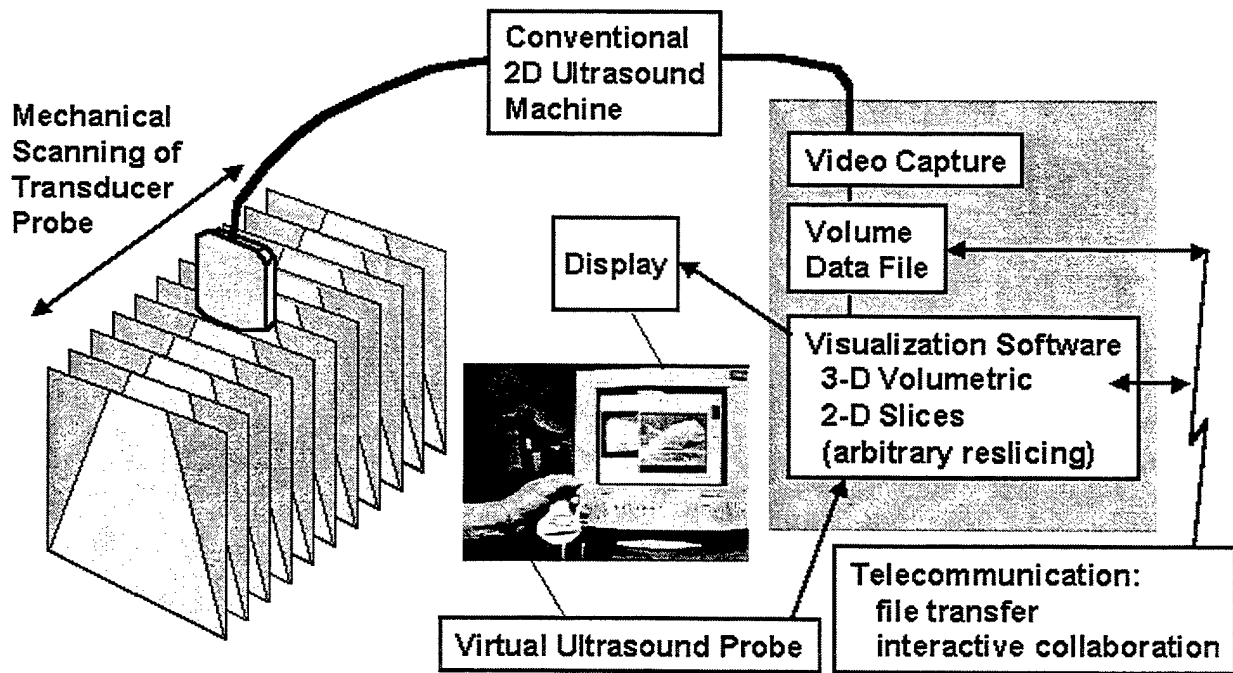 Conventional
2D Ultrasound
Machine
Mechanical
Scanning of
Transducer
Probe
Video Capture
Volume
Data File
Display
Visualization Software
3-D Volumetric
2-D Slices
(arbitrary reslicing)
Telecommunication:
file transfer
interactive collaboration
Virtual Ultrasound Probe